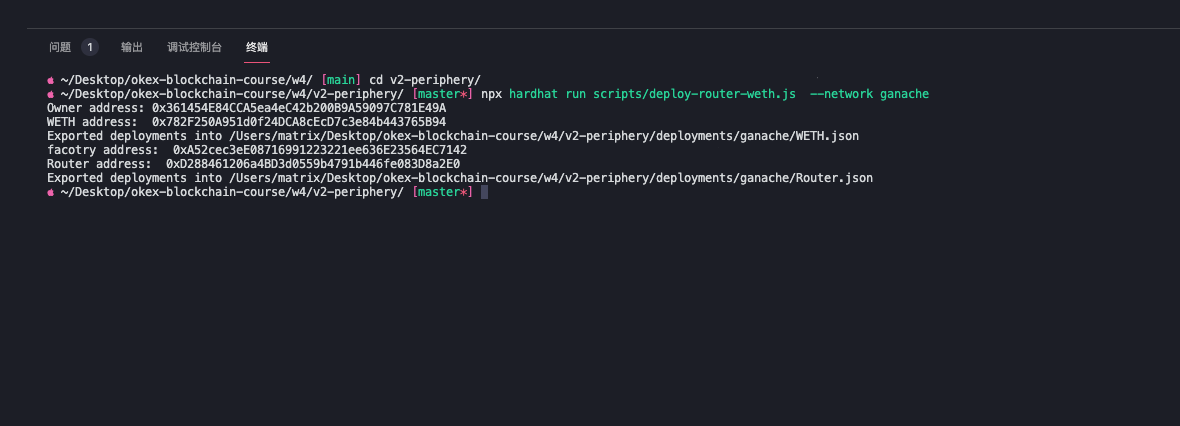 问题 1 输出 调试控制台 终端
~/Desktop/okex-blockchain-course/w4/ [main] cd v2-periphery/
~/Desktop/okex-blockchain-course/w4/v2-periphery/ [master*] npx hardhat run scripts/deploy-router-weth.js --network ganache
Owner address: 0x361454E84CCA5ea4eC42b200B9A59097C781E49A
WETH address: 0x782F250A951d0f24DCA8cEcD7c3e84b443765B94
Exported deployments into /Users/matrix/Desktop/okex-blockchain-course/w4/v2-periphery/deployments/ganache/WETH.json
facotry address: 0xA52cec3eE08716991223221ee636E23564EC7142
Router address: 0xD288461206a4BD3d0559b4791b446fe083D8a2E0
Exported deployments into /Users/matrix/Desktop/okex-blockchain-course/w4/v2-periphery/deployments/ganache/Router.json
~/Desktop/okex-blockchain-course/w4/v2-periphery/ [master*]